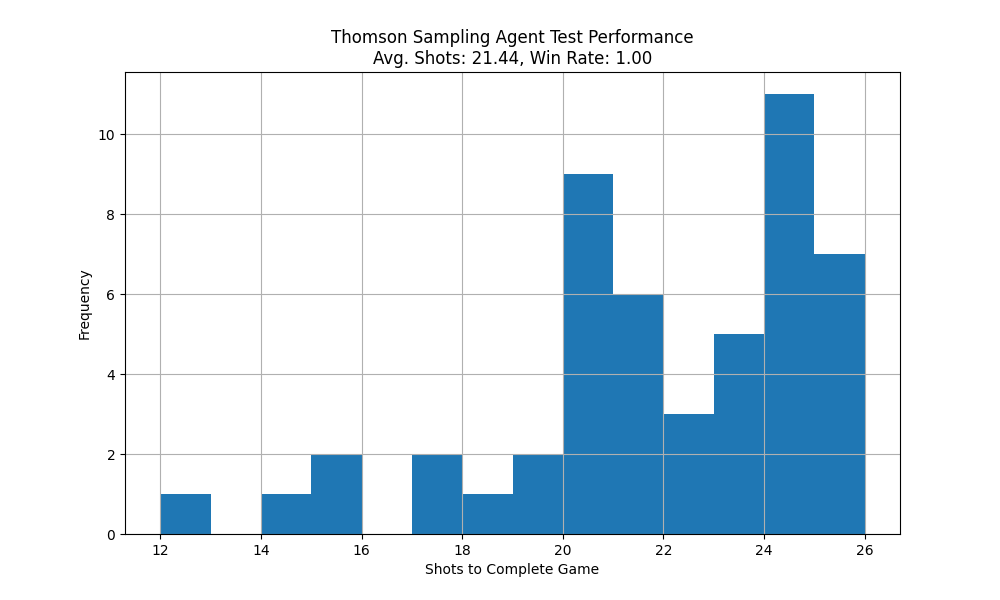 Thomson Sampling Agent Test Performance
Avg. Shots: 21.44, Win Rate: 1.00
10
8
6
4
2
0
Frequency
12 14 16 18 20 22 24 26
Shots to Complete Game